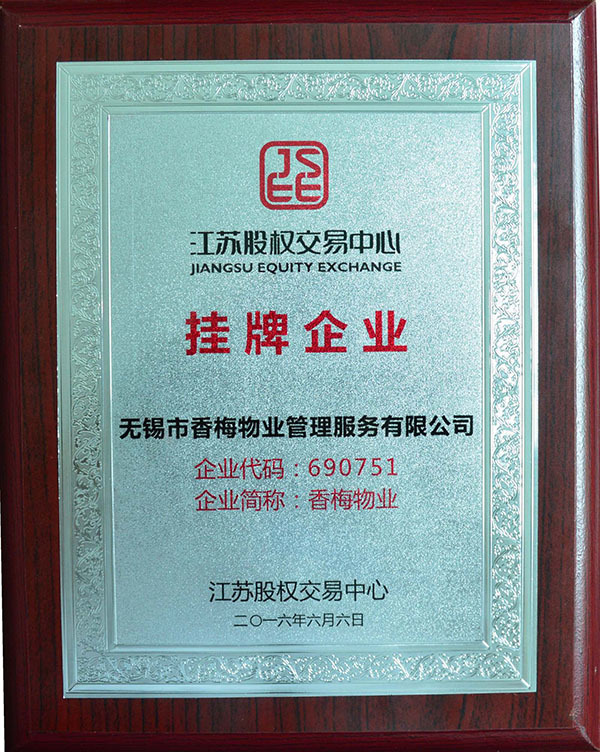 JS
EE
江苏股权交易中心
JIANGSU EQUITY EXCHANGE
挂牌企业
无锡市香梅物业管理服务有限公司
企业代码：690751
企业简称：香梅物业
江苏股权交易中心
二〇一六年六月六日